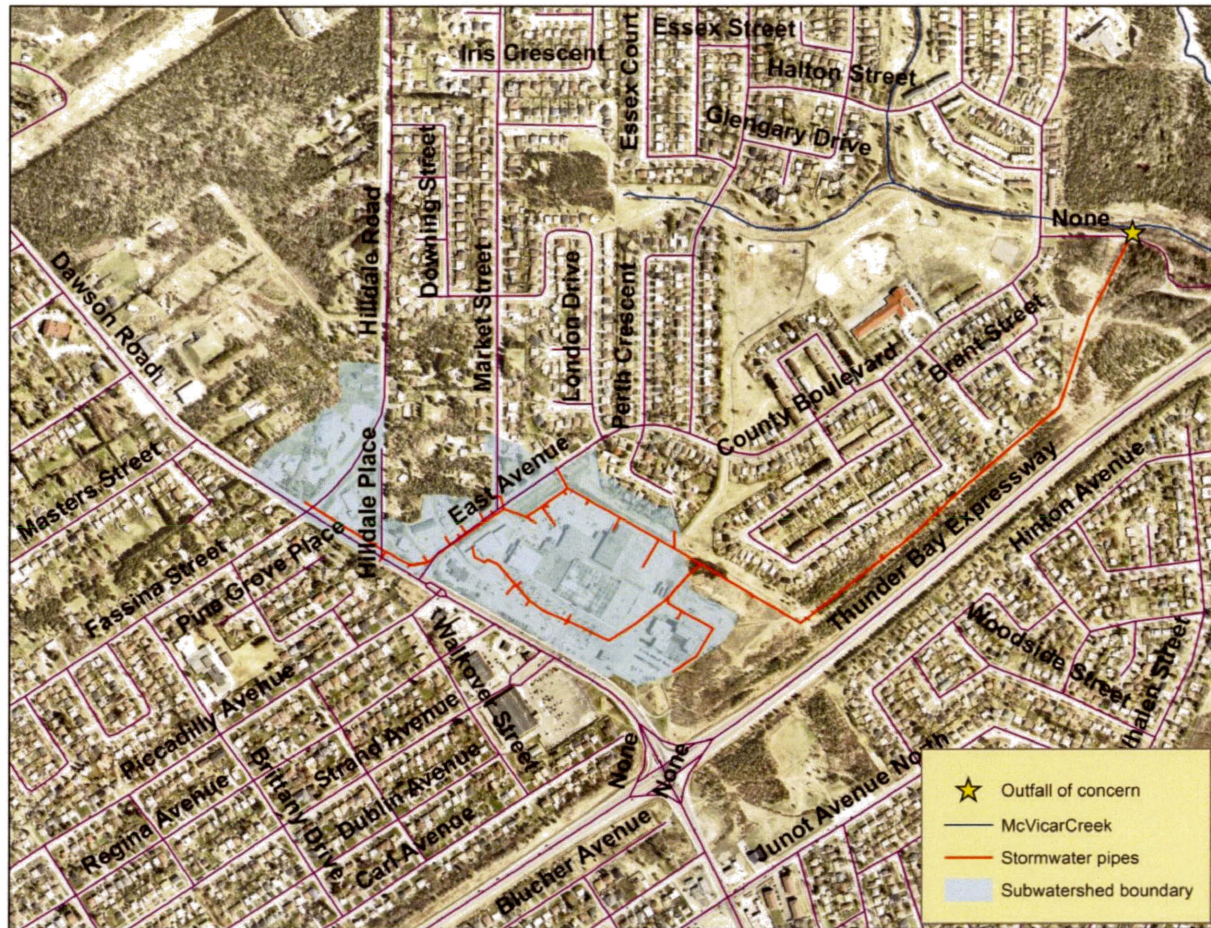 Essex Street
Iris Crescent
Essex Court
Halton Street
Glengary Drive
Downing Street
Hilldale Road
Market Street
London Drive
Perth Crescent
None
Dawson Road
Brant Street
County Boulevard
Masters Street
Hilldale Place
East Avenue
Thunder Bay Expressway
Hinton Avenue
Fassina Street
Pine Grove Place
Walkover Street
Woodside Street
lhalen Street
Piccadilly Avenue
Strand Avenue
Brittany Drive
Dublin Avenue
Regina Avenue
Carl Avenue
None
None
Junot Avenue North
Blucher Avenue
Outfall of concern
McVicarCreek
Stormwater pipes
Subwatershed boundary